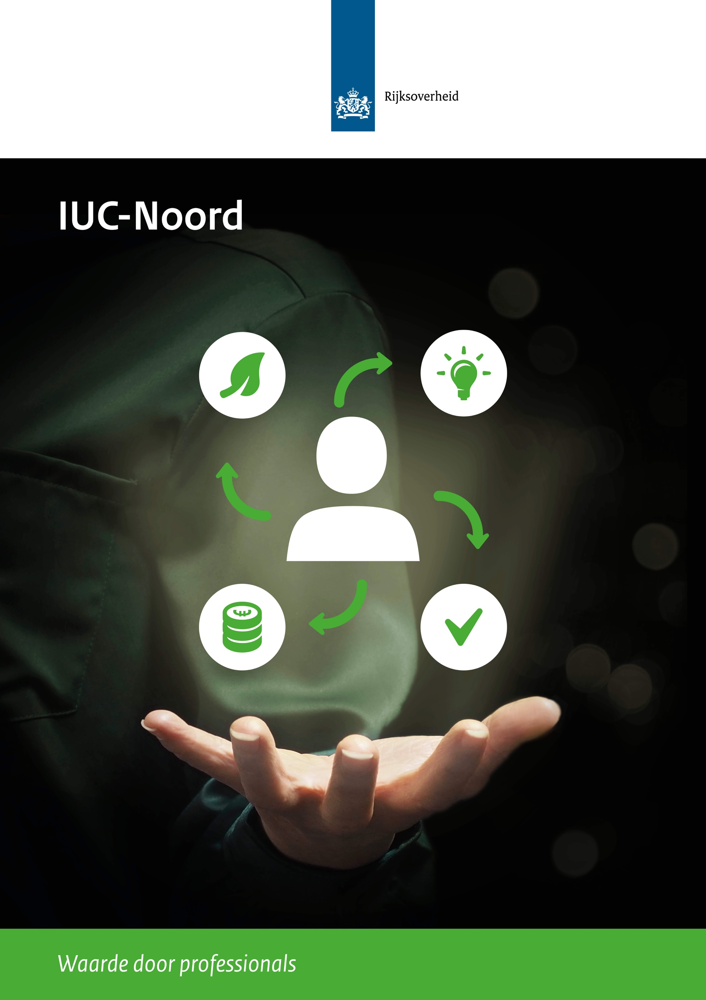 Rijksoverheid
IUC-Noord
Waarde door professionals